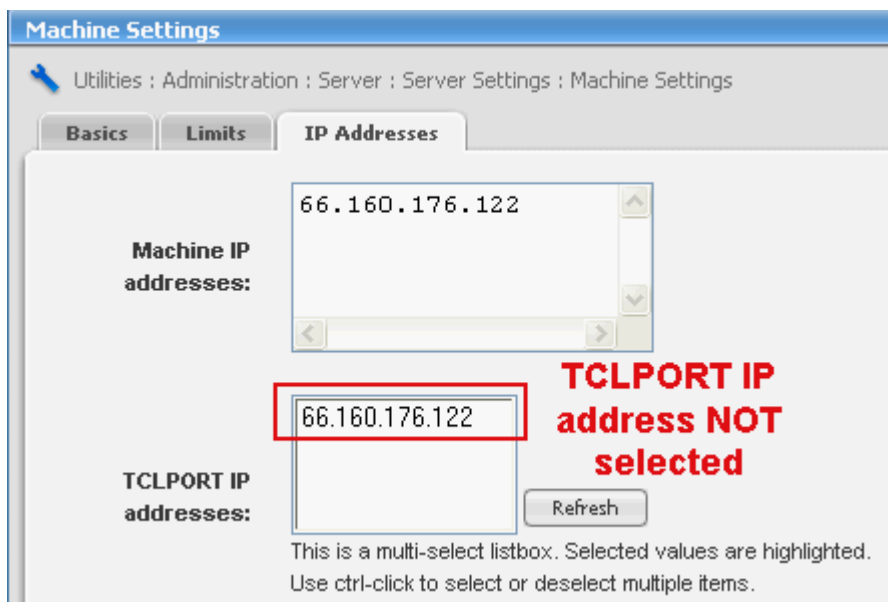 Machine Settings
Utilities : Administration : Server : Server Settings : Machine Settings
Basics Limits IP Addresses
66.160.176.122
Machine IP
addresses:
TCLPORT IP
address NOT
selected
66.160.176.122
TCLPORT IP
addresses:
Refresh
This is a multi-select listbox. Selected values are highlighted.
Use ctrl-click to select or deselect multiple items.